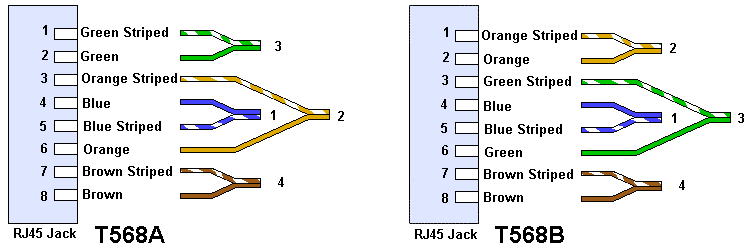 1 Green Striped
2 Green 3
3 Orange Striped
4 Blue
1 2
5 Blue Striped
6 Orange
7 Brown Striped
4
8 Brown
RJ45 Jack T568A
1 Orange Striped
2 Orange 2
3 Green Striped
4 Blue
1 3
5 Blue Striped
6 Green
7 Brown Striped
4
8 Brown
RJ45 Jack T568B